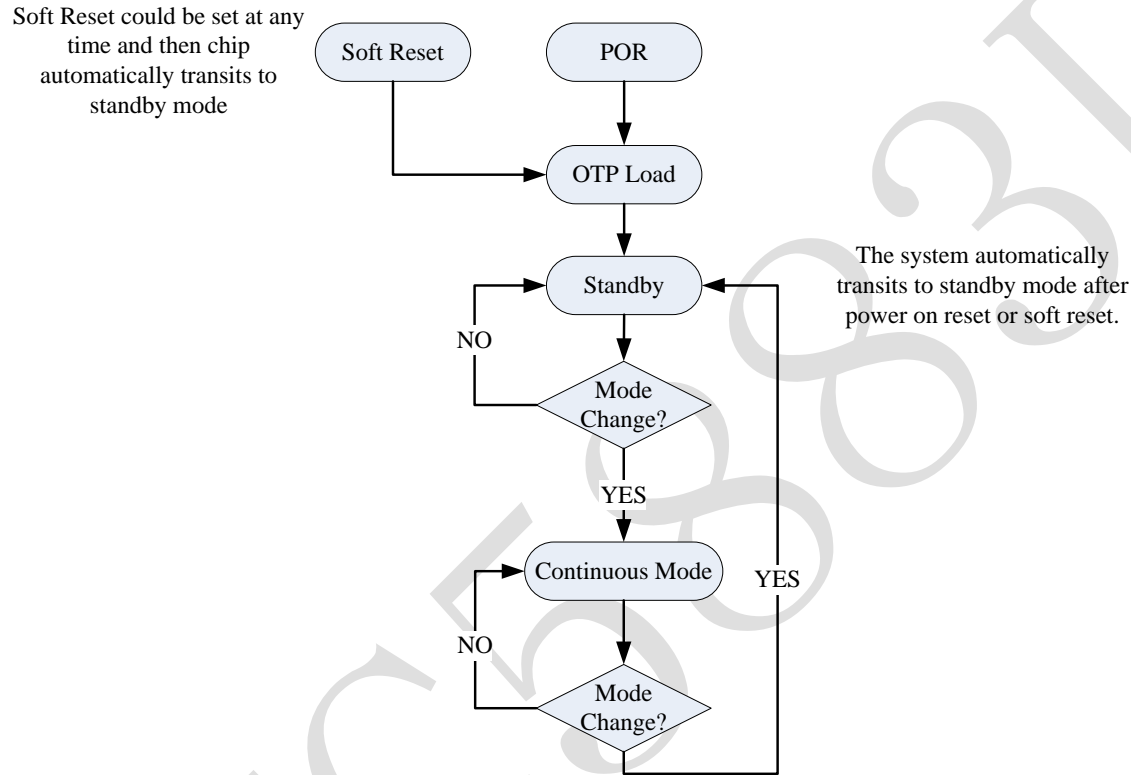 Soft Reset could be set at any
time and then chip
automatically transits to
standby mode
Soft Reset
POR
OTP Load
Standby
The system automatically
transits to standby mode after
power on reset or soft reset.
NO
Mode
Change?
YES
Continuous Mode
YES
NO
Mode
Change?